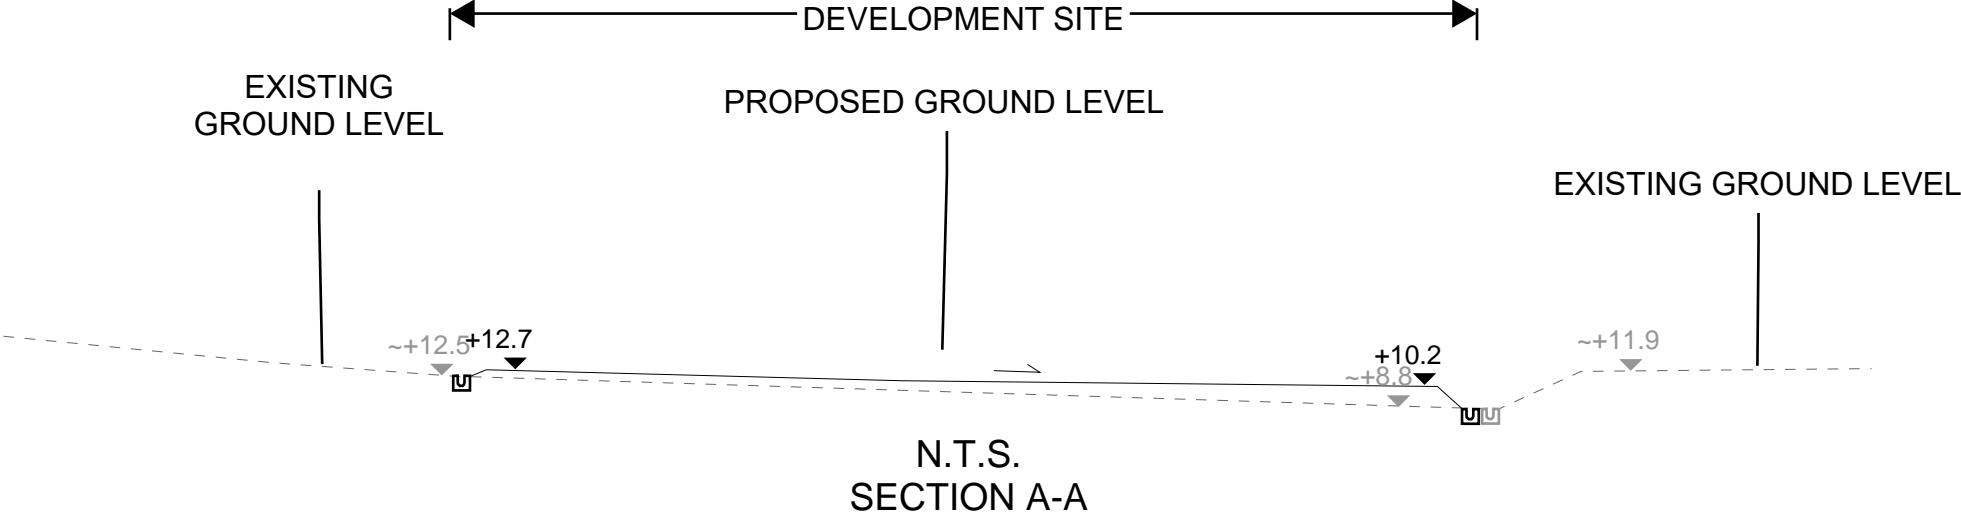 DEVELOPMENT SITE
EXISTING
GROUND LEVEL
PROPOSED GROUND LEVEL
EXISTING GROUND LEVEL
~+12.5
+12.7
+10.2
~+8.8
~+11.9
N.T.S.
SECTION A-A